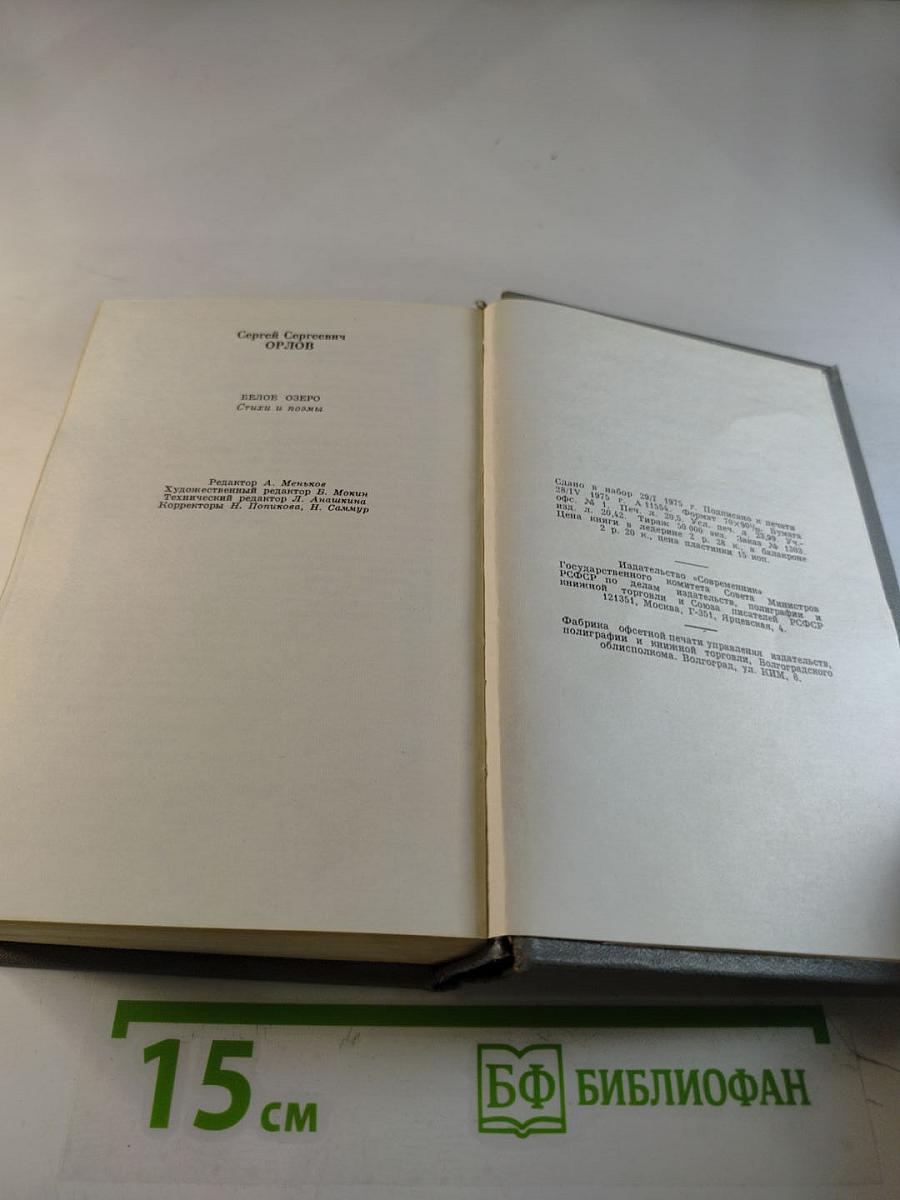 Сергей Сергеевич
ОРЛОВ
БЕЛОЕ ОЗЕРО
Стихи и поэмы
Редактор А. Меньков
Художественный редактор Б. Мокин
Технический редактор Л. Анашкина
Корректоры Н. Попикова, Н. Саммур
Сдано в набор 29/I 1975 г. Подписано к печати
28/IV 1975 г. А 11554. Формат 70×90¹/₃₂. Бумага
офс. № 1. Печ. л. 20,5. Усл. печ. л. 23,99. Уч.-
изд. л. 20,42. Тираж 50 000 экз. Заказ № 1303.
Цена книги в ледерине 2 р. 28 к., в балакроне
2 р. 20 к., цена пластинки 15 коп.
Издательство «Современник»
Государственного комитета Совета Министров
РСФСР по делам издательств, полиграфии и
книжной торговли и Союза писателей РСФСР
121351, Москва, Г-351, Ярцевская, 4.
Фабрика офсетной печати управления издательств,
полиграфии и книжной торговли, Волгоградского
облисполкома. Волгоград, ул. КИМ, 6.
15 см
БФ БИБЛИОФАН